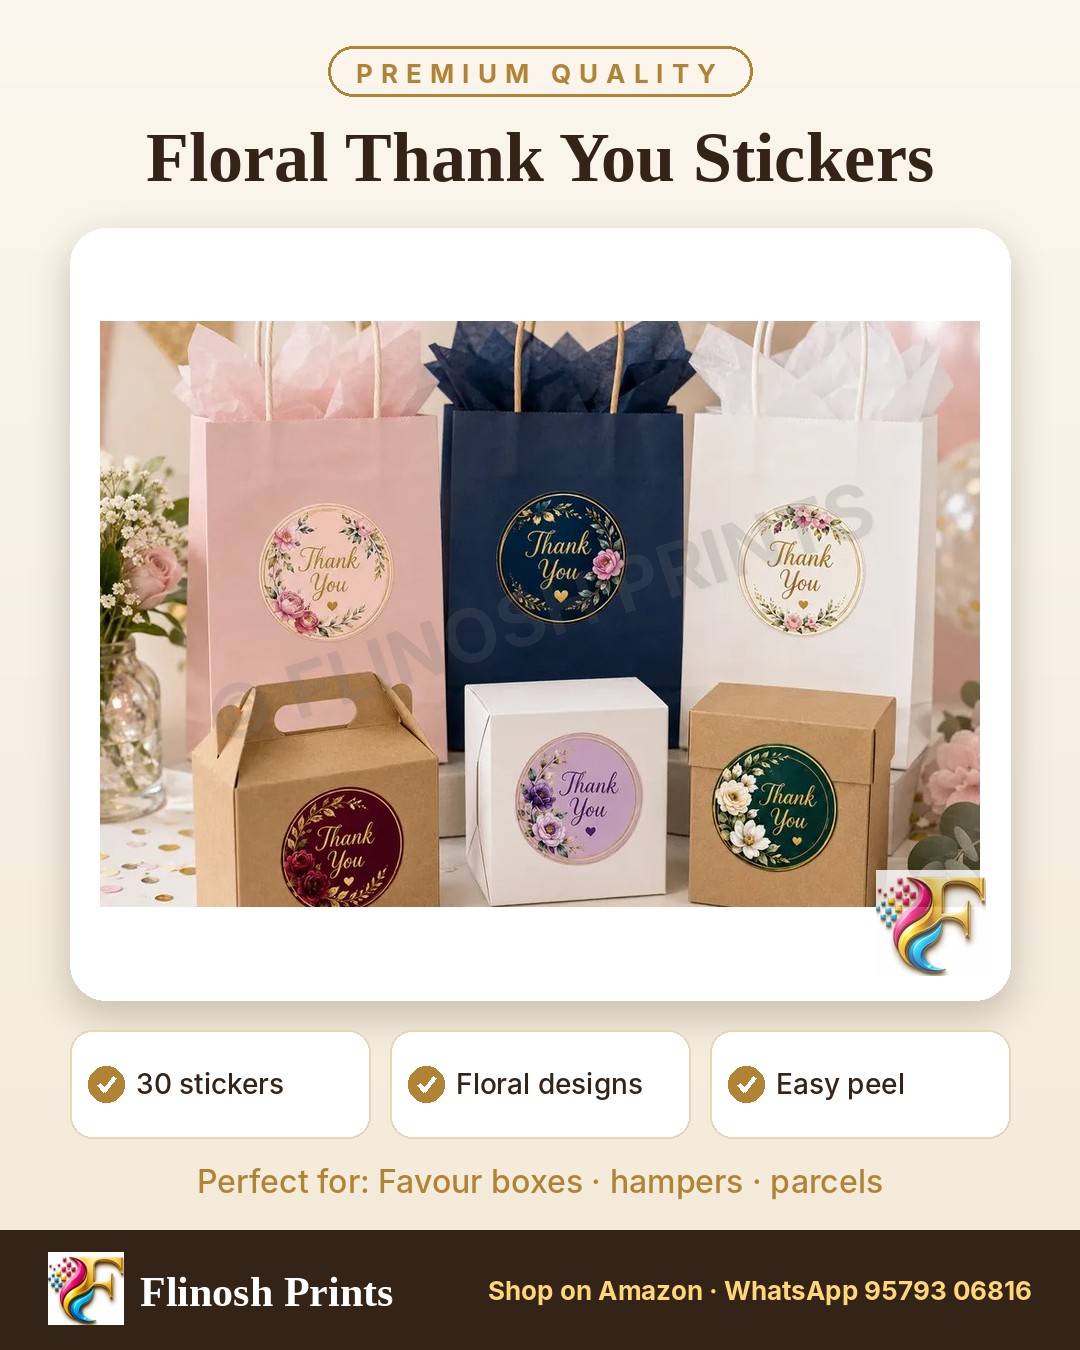 PREMIUM QUALITY
Floral Thank You Stickers
Thank
You
Thank
You
Thank
You
© FLINOSH PRINTS
Thank
You
Thank
You
Thank
You
F
30 stickers
Floral designs
Easy peel
Perfect for: Favour boxes · hampers · parcels
F
Flinosh Prints
Shop on Amazon · WhatsApp 95793 06816